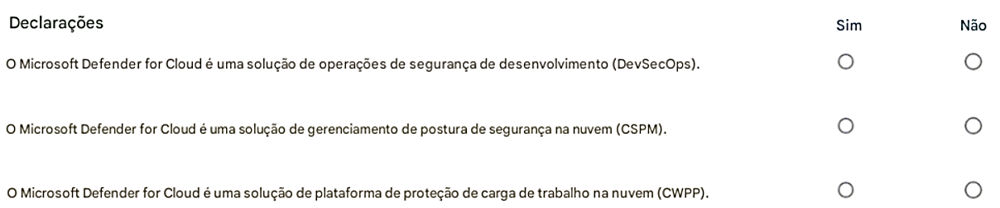 Declarações Sim Não
O Microsoft Defender for Cloud é uma solução de operações de segurança de desenvolvimento (DevSecOps).
O Microsoft Defender for Cloud é uma solução de gerenciamento de postura de segurança na nuvem (CSPM).
O Microsoft Defender for Cloud é uma solução de plataforma de proteção de carga de trabalho na nuvem (CWPP).